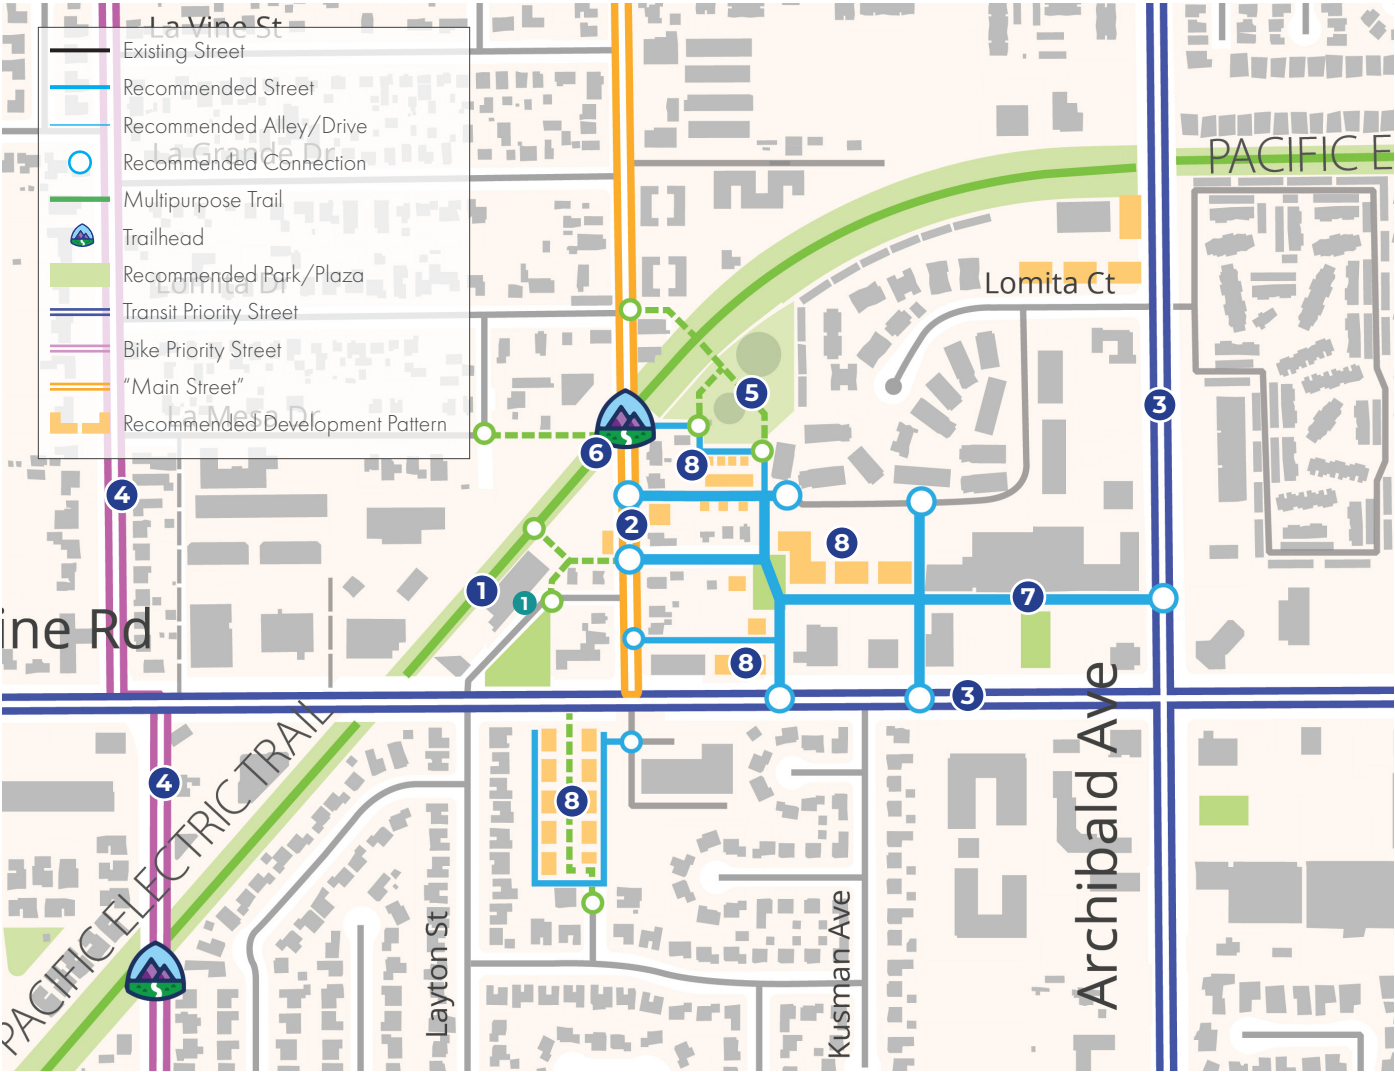 La Vine St
Existing Street
Recommended Street
Recommended Alley/Drive
La Grande Dr
Recommended Connection
Multipurpose Trail
Trailhead
Recommended Park/Plaza
Lomita Dr
Transit Priority Street
Bike Priority Street
“Main Street”
La Mesa Dr
Recommended Development Pattern
PACIFIC E
Lomita Ct
5
3
6
8
4
2
8
1
1
7
ine Rd
8
3
4
8
PACIFIC ELECTRIC TRAIL
Layton St
Kusman Ave
Archibald Ave